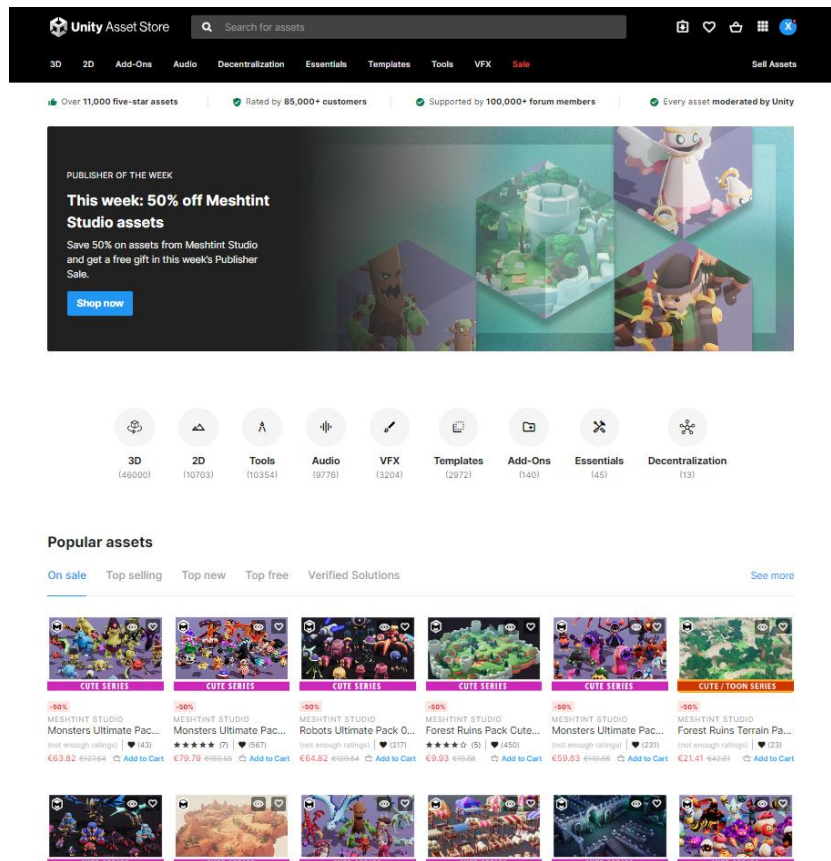 Unity Asset Store
Search for assets
X
3D 2D Add-Ons Audio Decentralization Essentials Templates Tools VFX Sale Sell Assets
Over 11,000 five-star assets Rated by 85,000+ customers Supported by 100,000+ forum members Every asset moderated by Unity
PUBLISHER OF THE WEEK
This week: 50% off Meshtint
Studio assets
Save 50% on assets from Meshtint Studio
and get a free gift in this week's Publisher
Sale.
Shop now
3D 2D Tools Audio VFX Templates Add-Ons Essentials Decentralization
(46000) (10703) (10354) (9776) (3204) (2972) (140) (45) (13)
Popular assets
On sale Top selling Top new Top free Verified Solutions See more
CUTE SERIES CUTE SERIES CUTE SERIES CUTE SERIES CUTE SERIES CUTE / TOON SERIES
-50% -50% -50% -50% -50% -50%
MESHTINT STUDIO MESHTINT STUDIO MESHTINT STUDIO MESHTINT STUDIO MESHTINT STUDIO MESHTINT STUDIO
Monsters Ultimate Pac... Monsters Ultimate Pac... Robots Ultimate Pack 0... Forest Ruins Pack Cute... Monsters Ultimate Pac... Forest Ruins Terrain Pa...
(not enough ratings) (43) (7) (567) (not enough ratings) (217) (5) (450) (not enough ratings) (231) (not enough ratings) (23)
€63.82 €127.64 Add to Cart €79.79 Add to Cart €64.82 Add to Cart €9.93 Add to Cart €59.83 Add to Cart €21.41 Add to Cart